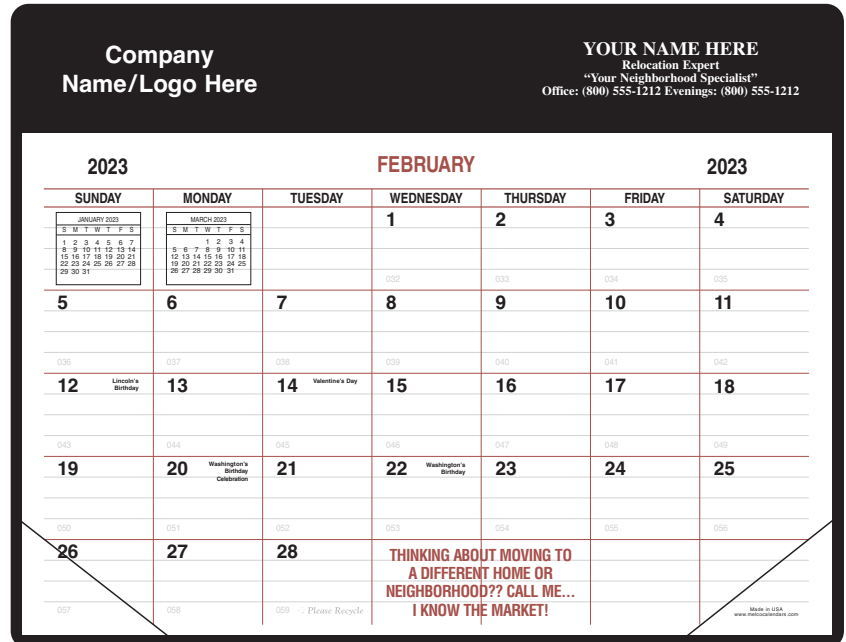 Company
Name/Logo Here
YOUR NAME HERE
Relocation Expert
“Your Neighborhood Specialist”
Office: (800) 555-1212 Evenings: (800) 555-1212
2023 FEBRUARY 2023
SUNDAY MONDAY TUESDAY WEDNESDAY THURSDAY FRIDAY SATURDAY
JANUARY 2023
S M T W T F S
1 2 3 4 5 6 7
8 9 10 11 12 13 14
15 16 17 18 19 20 21
22 23 24 25 26 27 28
29 30 31
MARCH 2023
S M T W T F S
1 2 3 4
5 6 7 8 9 10 11
12 13 14 15 16 17 18
19 20 21 22 23 24 25
26 27 28 29 30 31
1 2 3 4
032 033 034 035
5 6 7 8 9 10 11
036 037 038 039 040 041 042
12 Lincoln's
Birthday
13
14 Valentine's Day
15 16 17 18
043 044 045 046 047 048 049
19
20 Washington's
Birthday
Celebration
21
22 Washington's
Birthday
23 24 25
050 051 052 053 054 055 056
26 27 28
THINKING ABOUT MOVING TO
A DIFFERENT HOME OR
NEIGHBORHOOD?? CALL ME...
I KNOW THE MARKET!
057 058 059 Please Recycle
Made in USA
www.melcocalendars.com